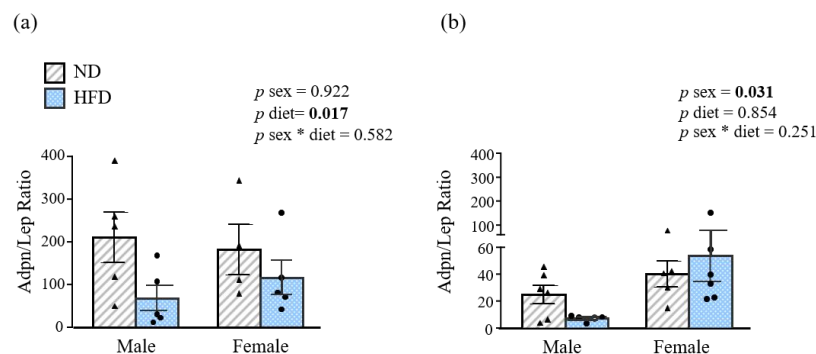 (a)
ND
HFD
p sex = 0.922
p diet= 0.017
p sex * diet = 0.582
Adpn/Lep Ratio
400
300
200
100
0
Male
Female
(b)
p sex = 0.031
p diet = 0.854
p sex * diet = 0.251
Adpn/Lep Ratio
400
300
200
100
60
40
20
0
Male
Female